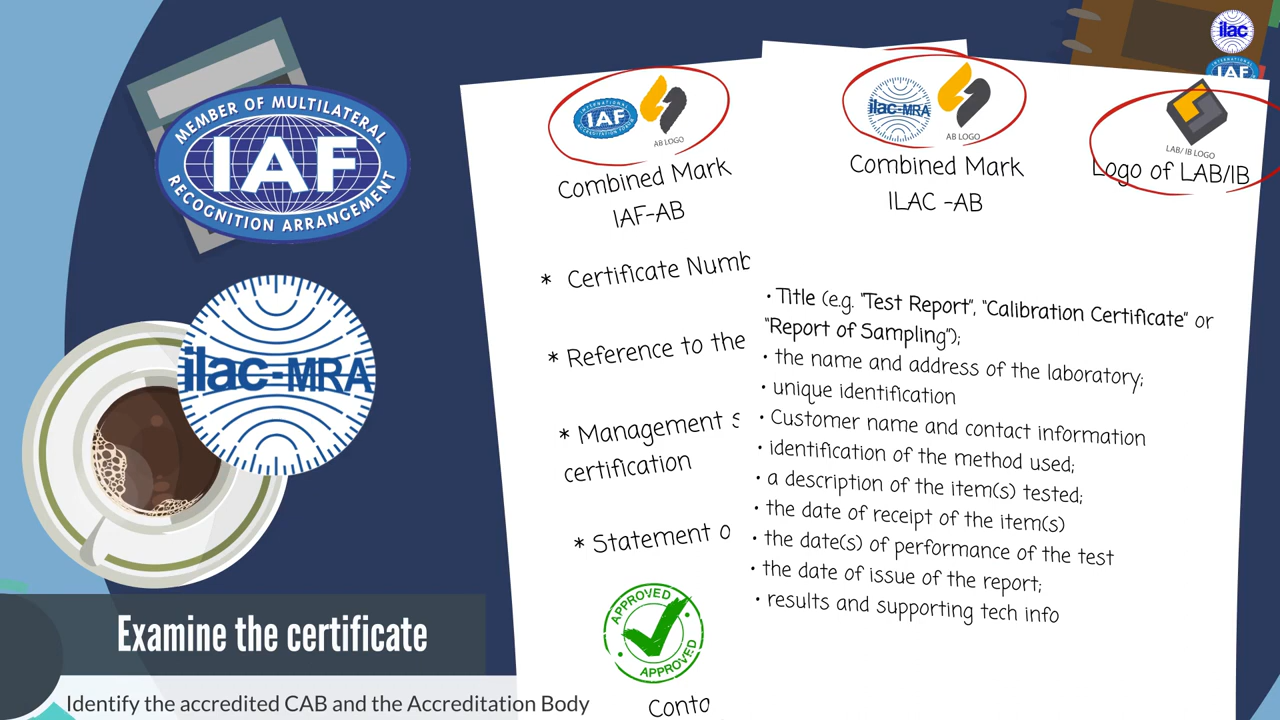 MEMBER OF MULTILATERAL
IAF
RECOGNITION ARRANGEMENT
ilac-MRA
Examine the certificate
Identify the accredited CAB and the Accreditation Body
INTERNATIONAL
IAF
ACCREDITATION FORUM
AB LOGO
Combined Mark
IAF-AB
* Certificate Numb
* Reference to the
* Management s
certification
* Statement o
APPROVED
APPROVED
Conta
ilac-MRA
AB LOGO
Combined Mark
ILAC -AB
LAB/ IB LOGO
Logo of LAB/IB
• Title (e.g. "Test Report", "Calibration Certificate" or
"Report of Sampling");
• the name and address of the laboratory;
• unique identification
• Customer name and contact information
• identification of the method used;
• a description of the item(s) tested;
• the date of receipt of the item(s)
• the date(s) of performance of the test
• the date of issue of the report;
• results and supporting tech info
ilac
INTERNATIONAL
IAF